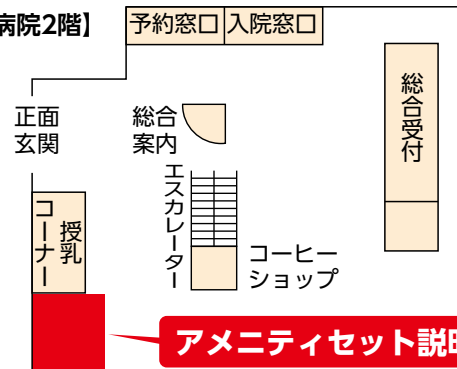 病院2階】
予約窓口 入院窓口
正面
玄関
総合
案内
総合受付
エスカレーター
授乳
コーナー
コーヒー
ショップ
アメニティセット説